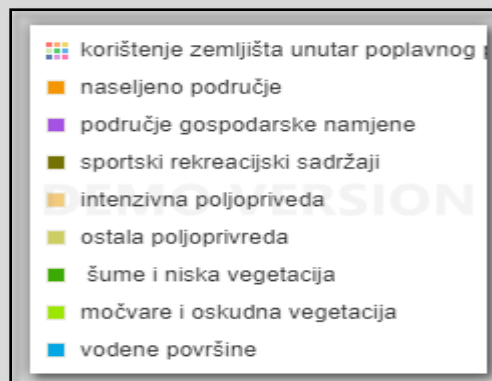 korištenje zemljišta unutar poplavnog
naseljeno područje
područje gospodarske namjene
sportski rekreacijski sadržaji
intenzivna poljopriveda
DEMO VERSION
ostala poljoprivreda
šume i niska vegetacija
močvare i oskudna vegetacija
vodene površine